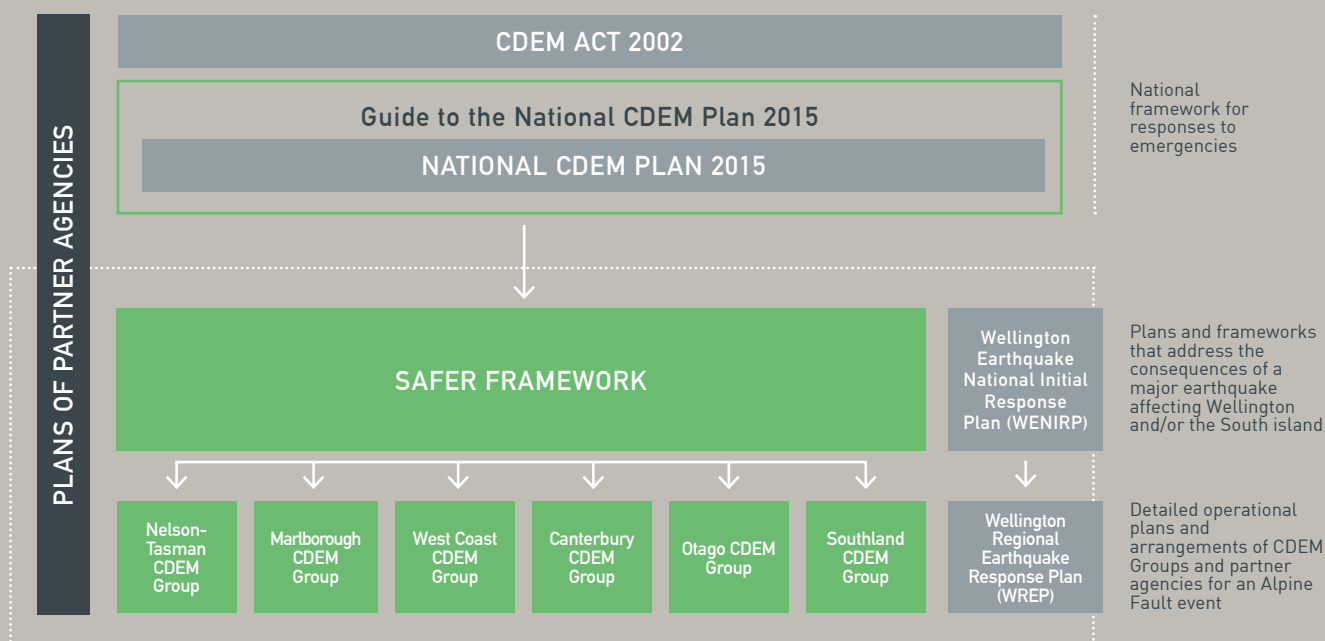 PLANS OF PARTNER AGENCIES
CDEM ACT 2002
Guide to the National CDEM Plan 2015
NATIONAL CDEM PLAN 2015
National
framework for
responses to
emergencies
SAFER FRAMEWORK
Wellington
Earthquake
National Initial
Response
Plan (WENIRP)
Plans and frameworks
that address the
consequences of a
major earthquake
affecting Wellington
and/or the South island
Nelson-
Tasman
CDEM
Group
Marlborough
CDEM
Group
West Coast
CDEM
Group
Canterbury
CDEM
Group
Otago CDEM
Group
Southland
CDEM
Group
Wellington
Regional
Earthquake
Response Plan
(WREP)
Detailed operational
plans and
arrangements of CDEM
Groups and partner
agencies for an Alpine
Fault event